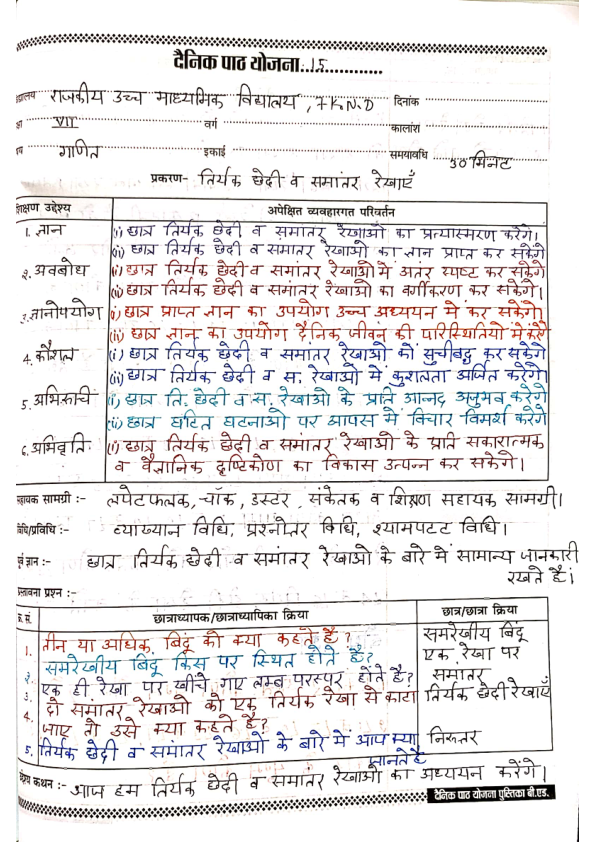 दैनिक पाठ योजना..15............
राजकीय उच्च माध्यमिक विद्यालय, 7K.N.D दिनांक
VII वर्ग कालांश
गणित इकाई समयावधि 30 मिनट
प्रकरण- तिर्यक छेदी व समांतर रेखाएँ
शिक्षण उद्देश्य अपेक्षित व्यवहारगत परिवर्तन
1. ज्ञान (i) छात्र तिर्यक छेदी व समांतर रेखाओं का प्रत्यास्मरण करेंगे।
(ii) छात्र तिर्यक छेदी व समांतर रेखाओं का ज्ञान प्राप्त कर सकेंगे
2. अवबोध (i) छात्र तिर्यक छेदी व समांतर रेखाओं में अंतर स्पष्ट कर सकेंगे
(ii) छात्र तिर्यक छेदी व समांतर रेखाओं का वर्गीकरण कर सकेंगे।
3. ज्ञानोपयोग (i) छात्र प्राप्त ज्ञान का उपयोग उच्च अध्ययन में कर सकेंगे।
(ii) छात्र ज्ञान का उपयोग दैनिक जीवन की परिस्थितियों में करेंगे
4. कौशल (i) छात्र तिर्यक छेदी व समांतर रेखाओं को सुचीबद्ध कर सकेंगे
(ii) छात्र तिर्यक छेदी व स. रेखाओं में कुशलता अर्जित करेंगे।
5. अभिरूचि (i) छात्र ति. छेदी व स. रेखाओं के प्रति आनन्द अनुभव करेंगे
(ii) छात्र घटित घटनाओं पर आपस में विचार विमर्श करेंगे
6. अभिवृति (i) छात्र तिर्यक छेदी व समांतर रेखाओं के प्रति सकारात्मक
व वैज्ञानिक दृष्टिकोण का विकास उत्पन्न कर सकेंगे।
सहायक सामग्री :- लपेटफलक, चॉक, डस्टर, संकेतक व शिक्षण सहायक सामग्री।
विधि/प्रविधि :- व्याख्यान विधि, प्रश्नोतर विधि, श्यामपटट विधि।
पूर्व ज्ञान :- छात्र तिर्यक छेदी व समांतर रेखाओं के बारे में सामान्य जानकारी
रखते हैं।
प्रस्तावना प्रश्न :-
क्र. सं. छात्राध्यापक/छात्राध्यापिका क्रिया छात्र/छात्रा क्रिया
1. तीन या अधिक बिंदु को क्या कहते हैं? समरेखीय बिंदु
2. समरेखीय बिंदु किस पर स्थित होते हैं? एक रेखा पर
3. एक ही रेखा पर खींचे गए लम्ब परस्पर होते हैं? समांतर
4. दो समांतर रेखाओं को एक तिर्यक रेखा से काटा तिर्यक छेदी रेखाएँ
जाए तो उसे क्या कहते हैं?
5. तिर्यक छेदी व समांतर रेखाओं के बारे में आप क्या निरूत्तर
जानते हैं
उद्देश्य कथन :- आज हम तिर्यक छेदी व समांतर रेखाओं का अध्ययन करेंगे।
दैनिक पाठ योजना पुस्तिका बी.एड.